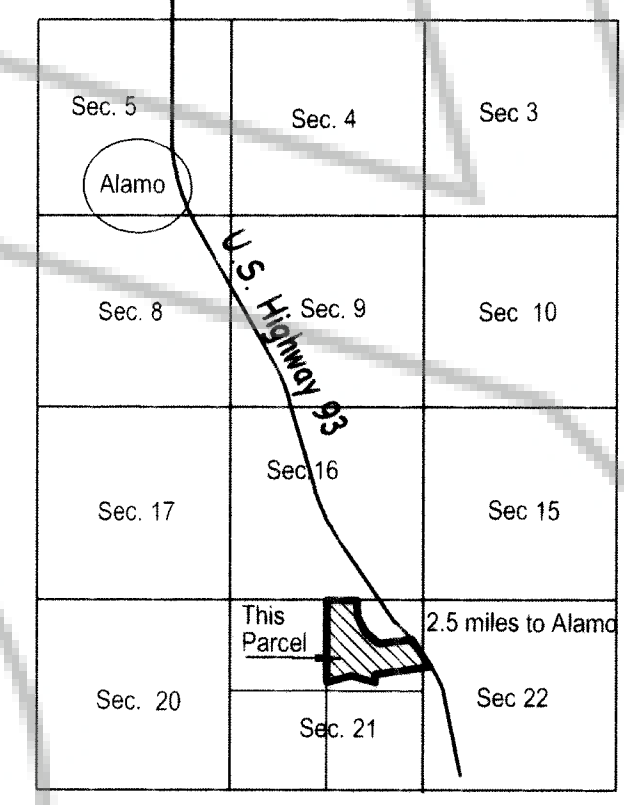 Sec. 5
Sec. 4
Sec 3
Alamo
U.S. Highway 93
Sec. 8
Sec. 9
Sec 10
Sec. 16
Sec. 17
Sec 15
This
Parcel
2.5 miles to Alamo
Sec. 20
Sec 22
Sec. 21